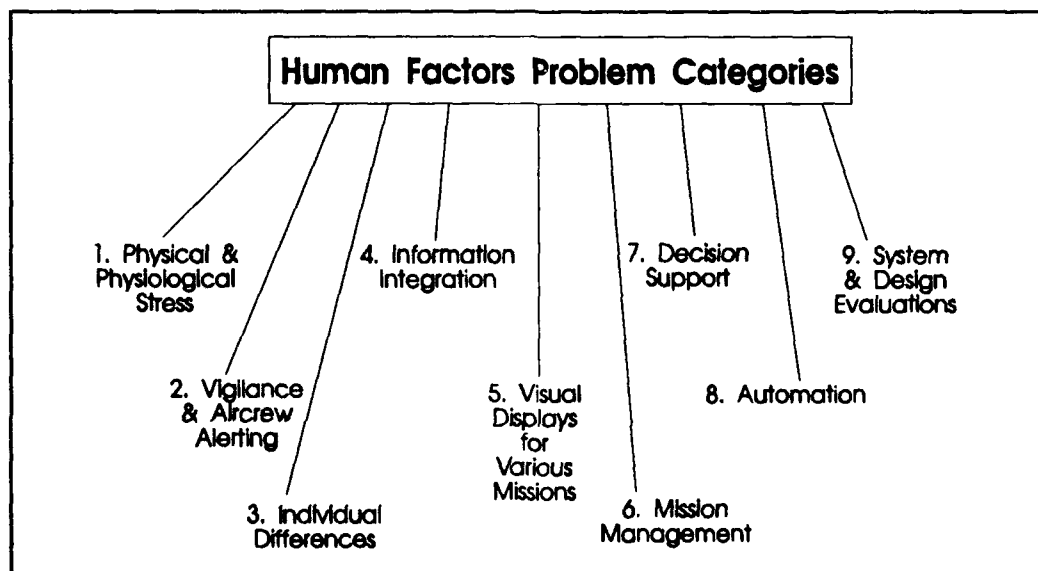 Human Factors Problem Categories
1. Physical &
Physiological
Stress
2. Vigilance
& Aircrew
Alerting
3. Individual
Differences
4. Information
Integration
5. Visual
Displays
for
Various
Missions
6. Mission
Management
7. Decision
Support
8. Automation
9. System
& Design
Evaluations